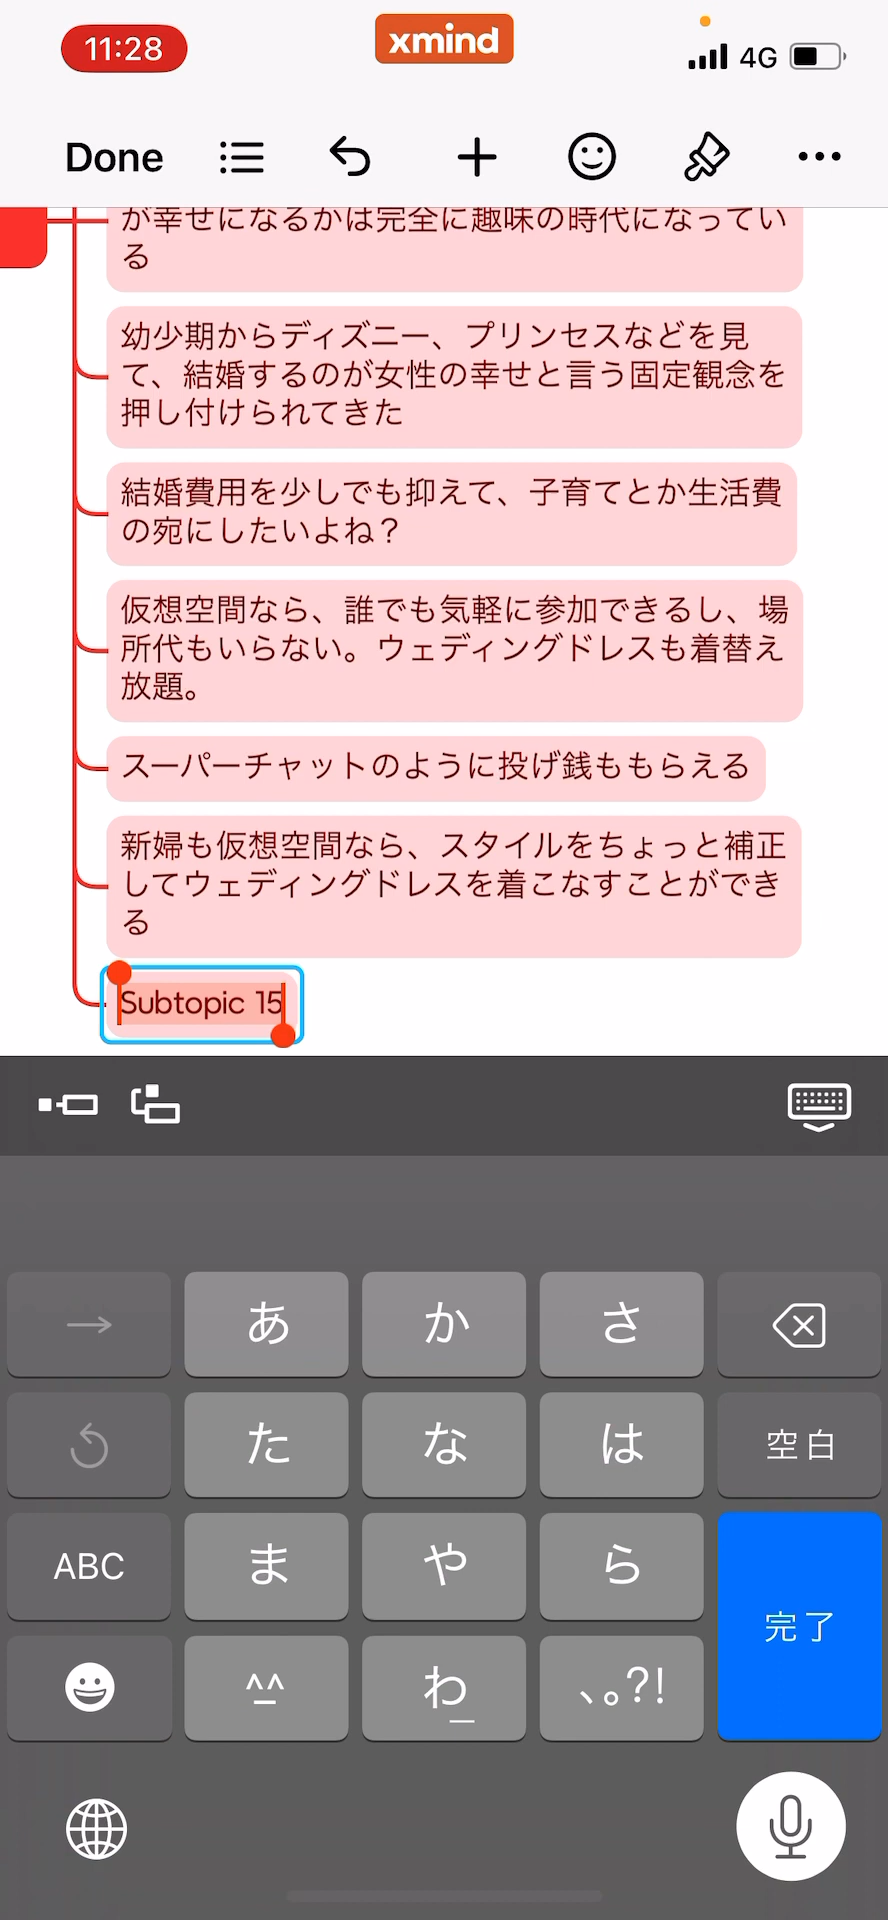 11:28
xmind
4G
Done
が幸せになるかは完全に趣味の時代になってい
る
幼少期からディズニー、プリンセスなどを見
て、結婚するのが女性の幸せと言う固定観念を
押し付けられてきた
結婚費用を少しでも抑えて、子育てとか生活費
の宛にしたいよね？
仮想空間なら、誰でも気軽に参加できるし、場
所代もいらない。ウェディングドレスも着替え
放題。
スーパーチャットのように投げ銭ももらえる
新婦も仮想空間なら、スタイルをちょっと補正
してウェディングドレスを着こなすことができ
る
Subtopic 15
→ あ か さ
た な は 空白
ABC ま や ら 完了
^_^ わ_ 、。?!